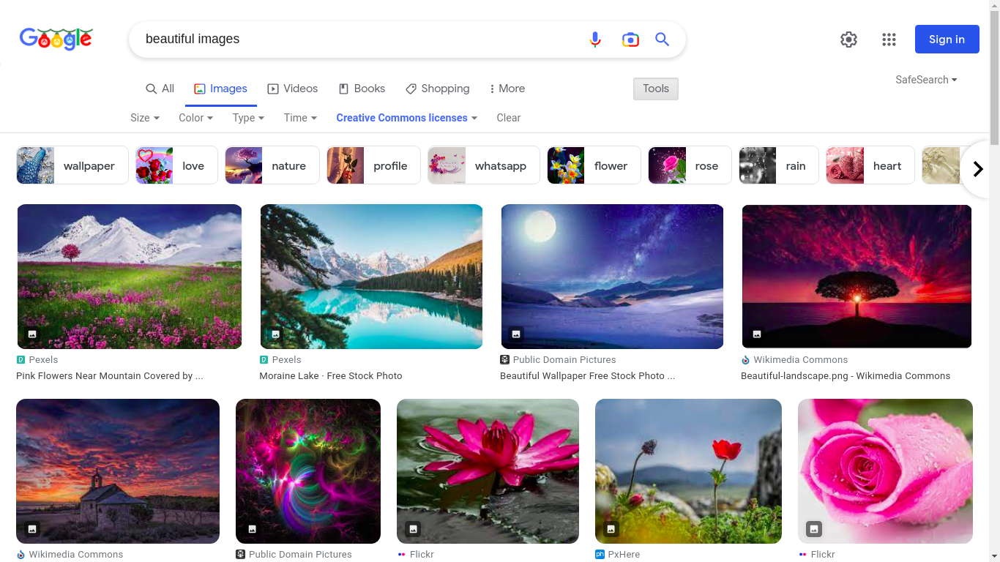 Google
beautiful images
Sign in
All Images Videos Books Shopping More Tools
SafeSearch
Size Color Type Time Creative Commons licenses Clear
wallpaper love nature profile whatsapp flower rose rain heart
Pexels
Pink Flowers Near Mountain Covered by ...
Pexels
Moraine Lake · Free Stock Photo
Public Domain Pictures
Beautiful Wallpaper Free Stock Photo ...
Wikimedia Commons
Beautiful-landscape.png - Wikimedia Commons
Wikimedia Commons
Public Domain Pictures
Flickr
ph PxHere
Flickr